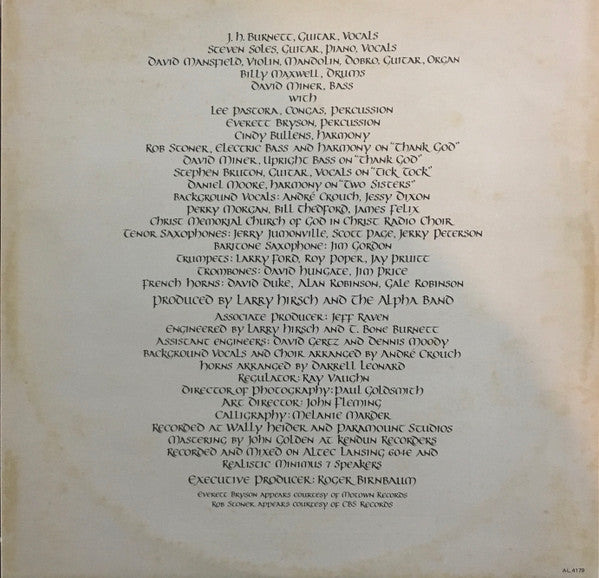 J. H. Burnett, Guitar, Vocals
Steven Soles, Guitar, Piano, Vocals
David Mansfield, Violin, Mandolin, Dobro, Guitar, Organ
Billy Maxwell, Drums
David Miner, Bass
with
Lee Pastora, Congas, Percussion
Everett Bryson, Percussion
Cindy Bullens, Harmony
Rob Stoner, Electric Bass and Harmony on "Thank God"
David Miner, Upright Bass on "Thank God"
Stephen Bruton, Guitar, Vocals on "Tick Tock"
Daniel Moore, Harmony on "Two Sisters"
Background Vocals: André Crouch, Jessy Dixon
Perry Morgan, Bill Thedford, James Felix
Christ Memorial Church of God in Christ Radio Choir
Tenor Saxophones: Jerry Jumonville, Scott Page, Jerry Peterson
Baritone Saxophone: Jim Gordon
Trumpets: Larry Ford, Roy Poper, Jay Pruitt
Trombones: David Hungate, Jim Price
French Horns: David Duke, Alan Robinson, Gale Robinson
Produced by Larry Hirsch and the Alpha Band
Associate Producer: Jeff Raven
Engineered by Larry Hirsch and T. Bone Burnett
Assistant engineers: David Gertz and Dennis Moody
Background Vocals and Choir arranged by André Crouch
Horns arranged by Darrell Leonard
Regulator: Ray Vaughn
Director of Photography: Paul Goldsmith
Art Director: John Fleming
Calligraphy: Melanie Marder
Recorded at Wally Heider and Paramount Studios
Mastering by John Golden at Kendun Recorders
Recorded and Mixed on Altec Lansing 604E and
Realistic Minimus 7 Speakers
Executive Producer: Roger Birnbaum
Everett Bryson appears courtesy of Motown Records
Rob Stoner appears courtesy of CBS Records
AL 4179